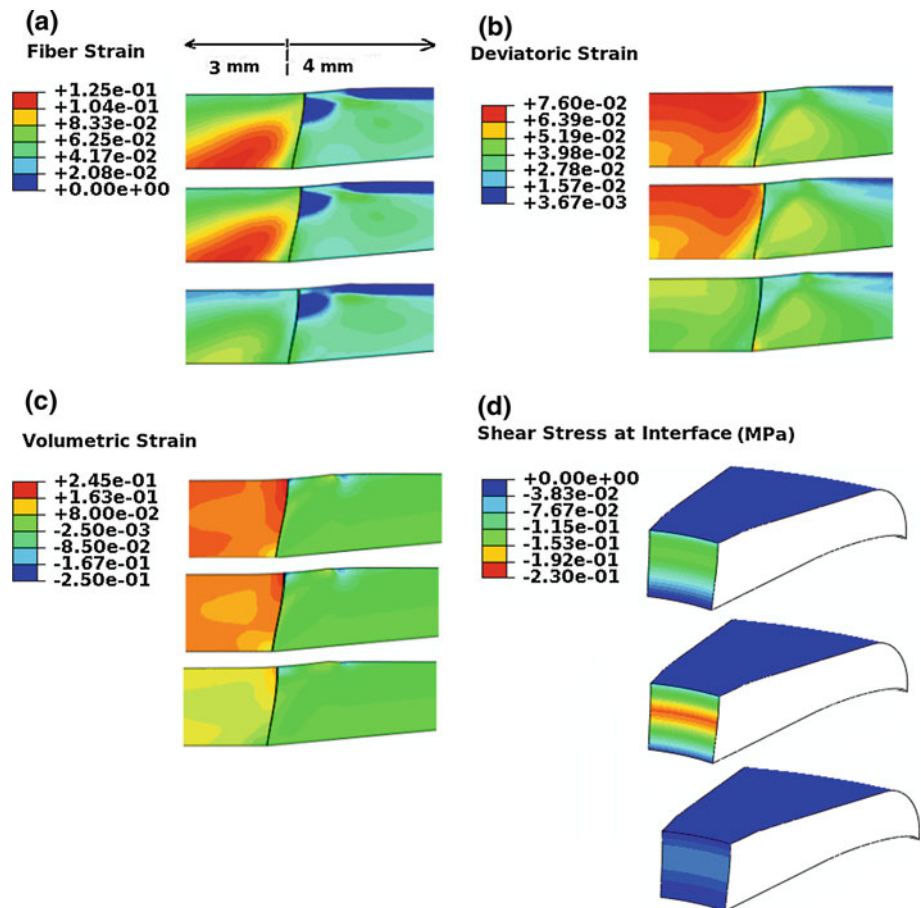 (a)
Fiber Strain
3 mm 4 mm
+1.25e-01
+1.04e-01
+8.33e-02
+6.25e-02
+4.17e-02
+2.08e-02
+0.00e+00
(b)
Deviatoric Strain
+7.60e-02
+6.39e-02
+5.19e-02
+3.98e-02
+2.78e-02
+1.57e-02
+3.67e-03
(c)
Volumetric Strain
+2.45e-01
+1.63e-01
+8.00e-02
-2.50e-03
-8.50e-02
-1.67e-01
-2.50e-01
(d)
Shear Stress at Interface (MPa)
+0.00e+00
-3.83e-02
-7.67e-02
-1.15e-01
-1.53e-01
-1.92e-01
-2.30e-01